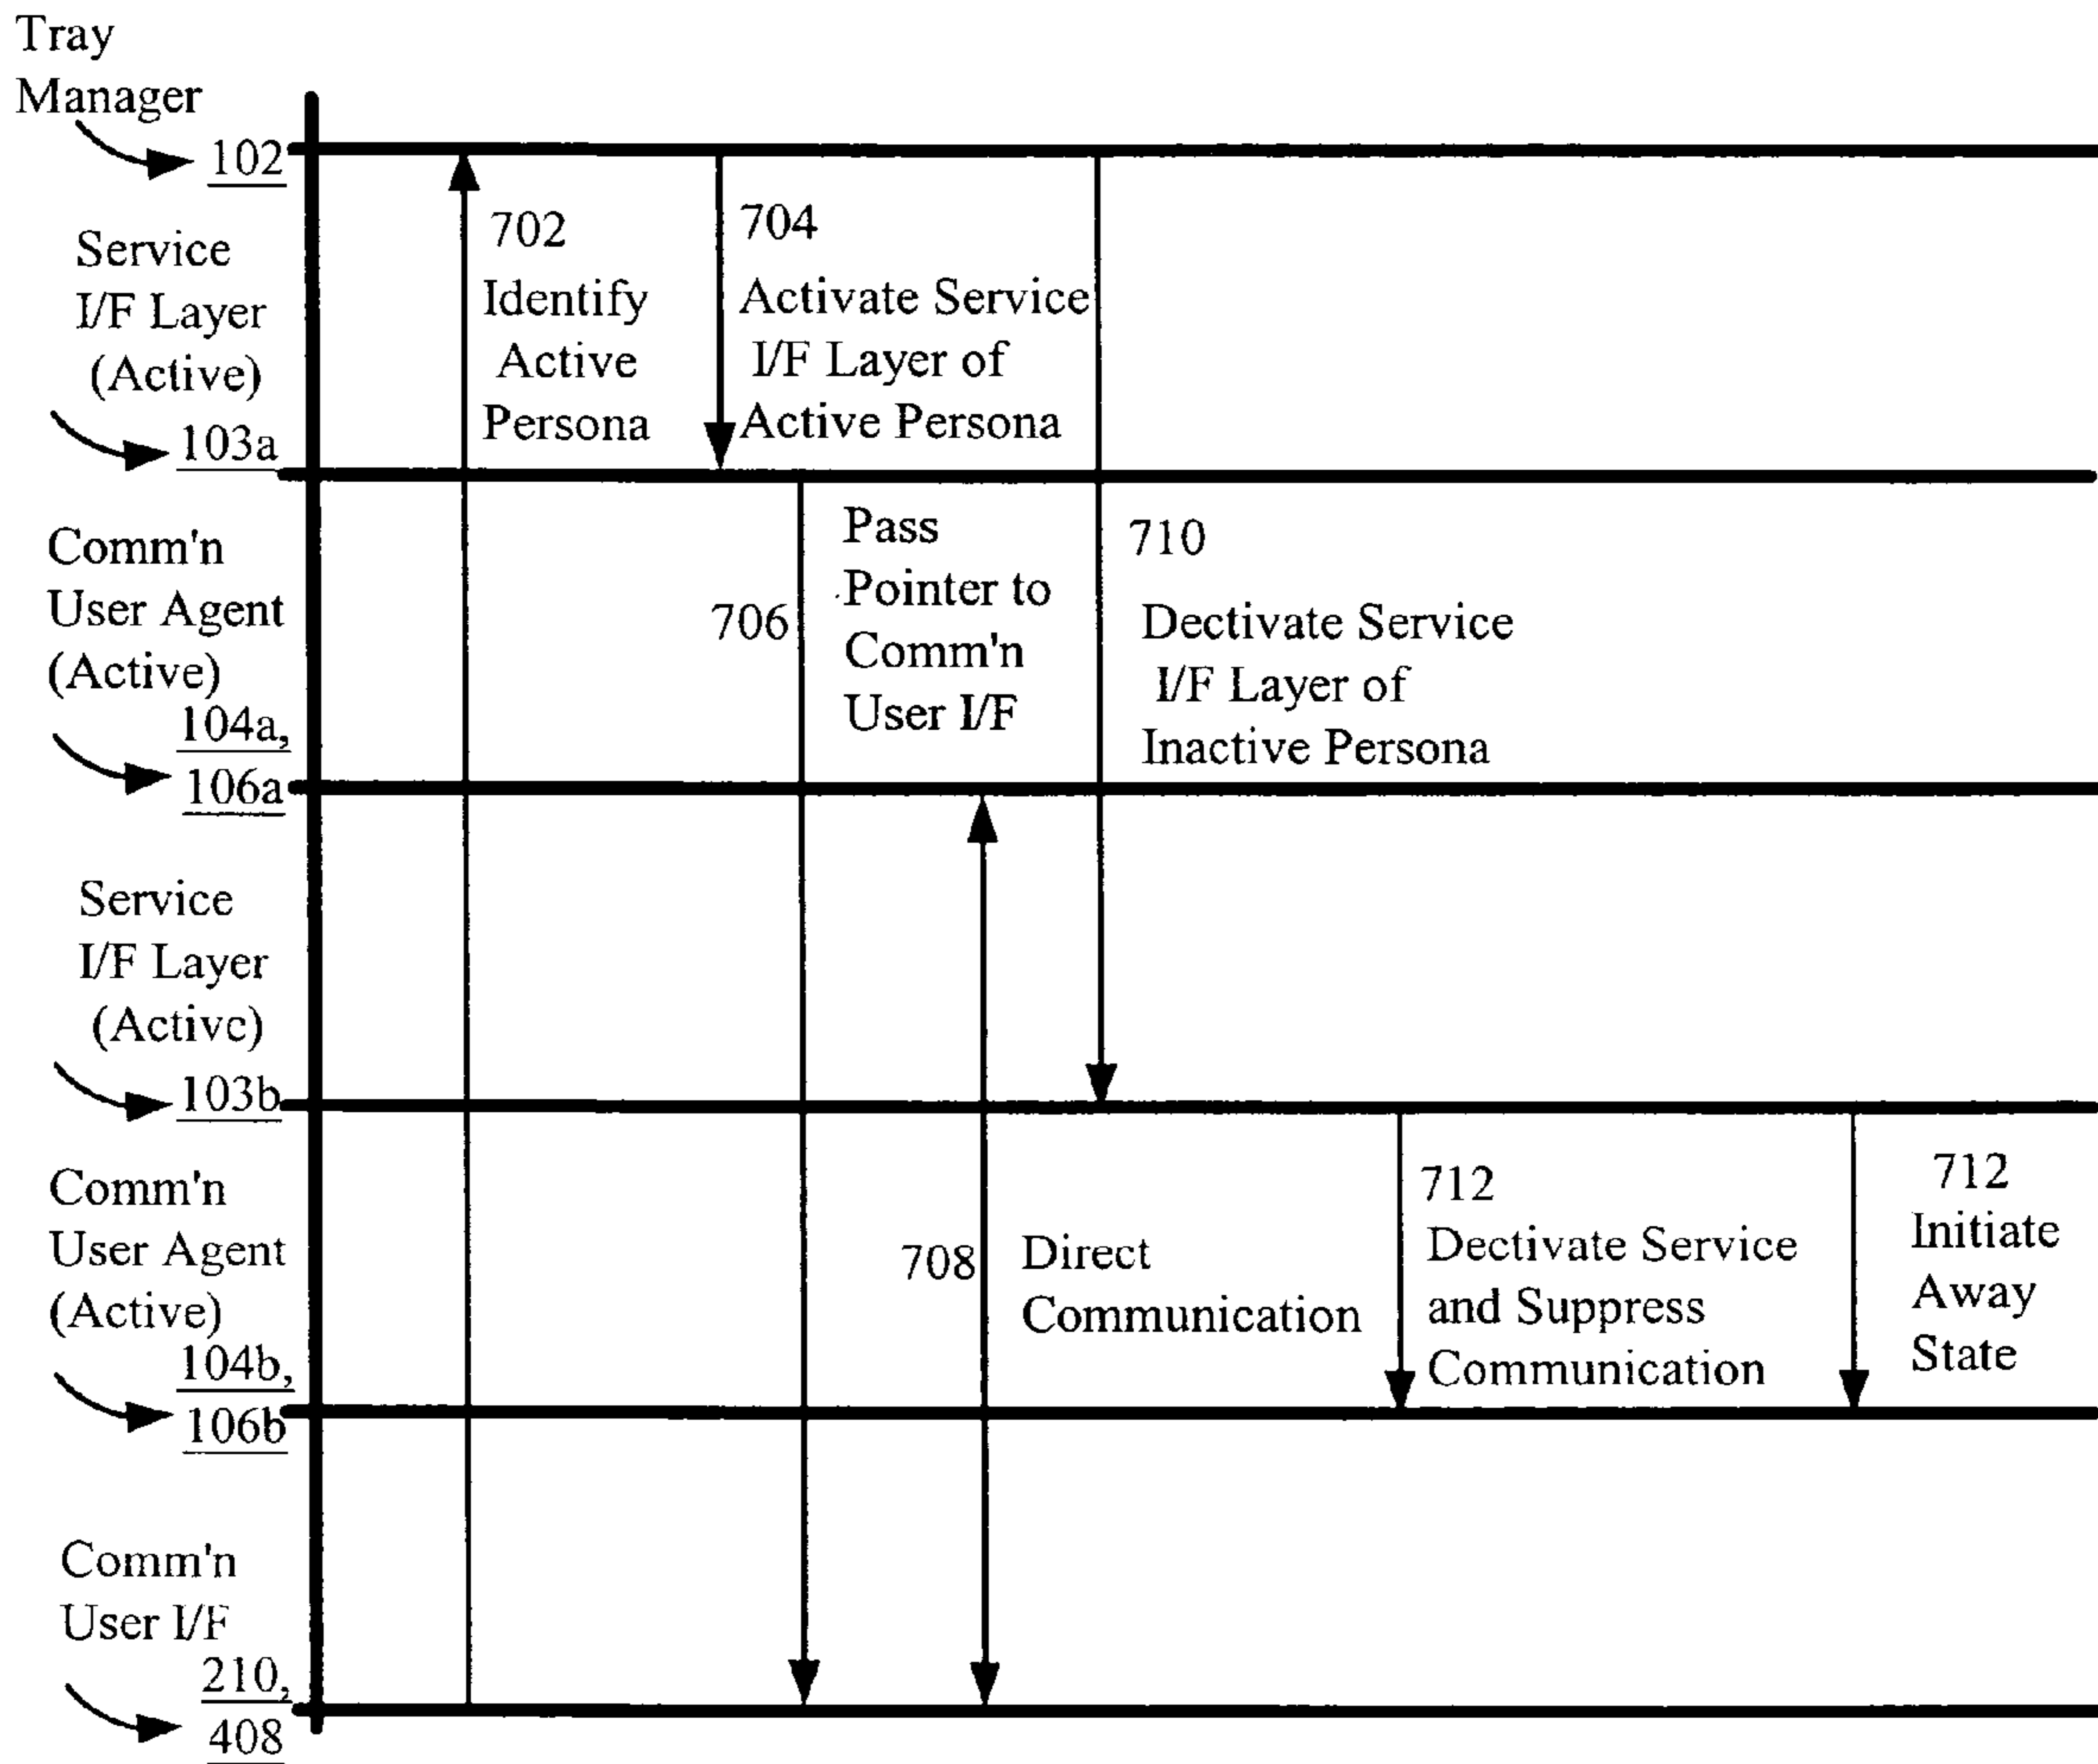 Tray
Manager
102
Service
I/F Layer
(Active)
103a
Comm'n
User Agent
(Active)
104a,
106a
Service
I/F Layer
(Active)
103b
Comm'n
User Agent
(Active)
104b,
106b
Comm'n
User I/F
210,
408
702
Identify
Active
Persona
704
Activate Service
I/F Layer of
Active Persona
706
Pass
Pointer to
Comm'n
User I/F
710
Dectivate Service
I/F Layer of
Inactive Persona
708
Direct
Communication
712
Dectivate Service
and Suppress
Communication
712
Initiate
Away
State